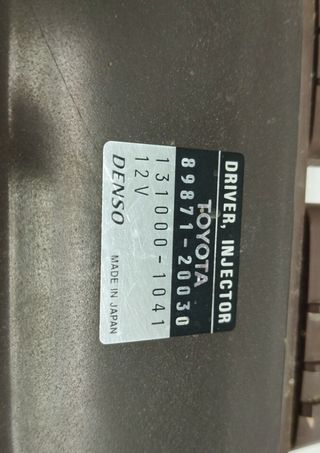 DRIVER, INJECTOR
TOYOTA
89871-20030
131000-1041
12V
DENSO MADE IN JAPAN